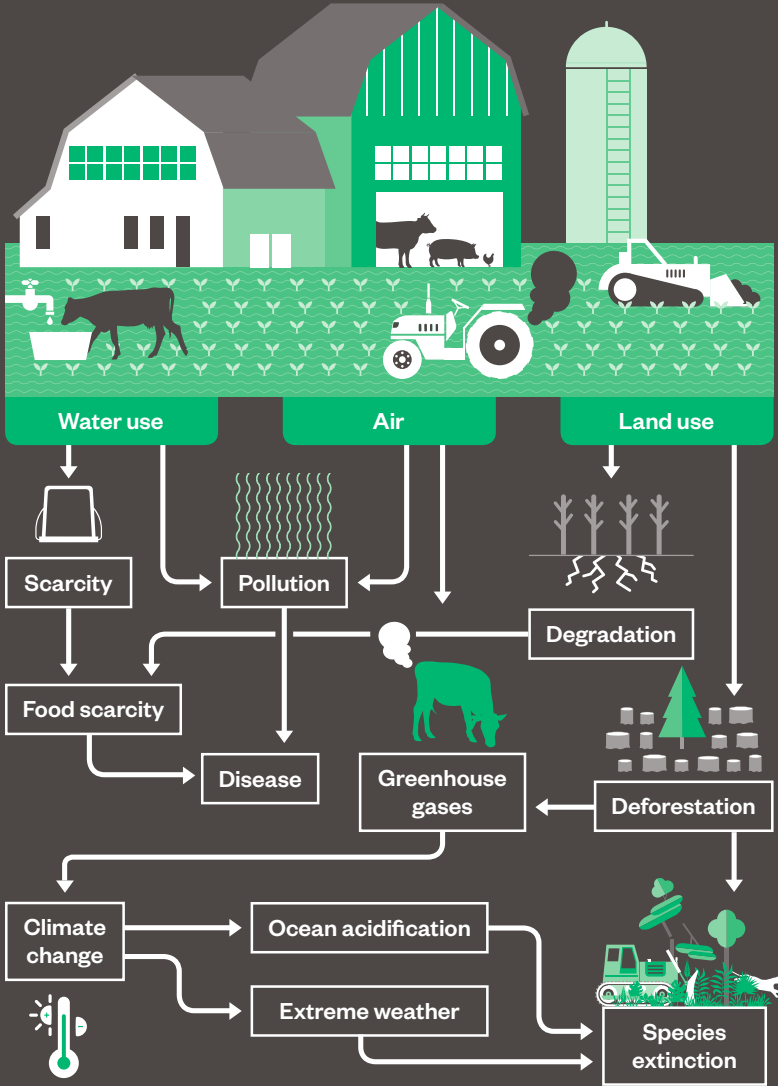 Water use
Air
Land use
Scarcity
Pollution
Degradation
Food scarcity
Disease
Greenhouse
gases
Deforestation
Climate
change
Ocean acidification
Extreme weather
Species
extinction